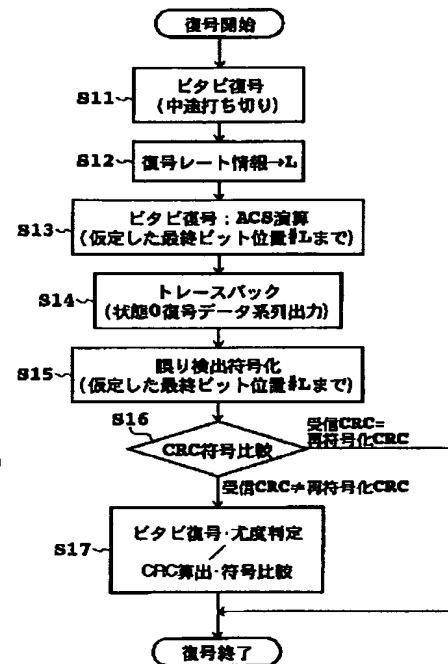 復号開始
S11
ビタビ復号
(中途打ち切り)
S12
復号レート情報→L
S13
ビタビ復号:ACS演算
(仮定した最終ビット位置#Lまで)
S14
トレースバック
(状態0復号データ系列出力)
S15
誤り検出符号化
(仮定した最終ビット位置#Lまで)
S16
CRC符号比較
受信CRC=
再符号化CRC
受信CRC≠再符号化CRC
S17
ビタビ復号・尤度判定
/
CRC算出・符号比較
復号終了